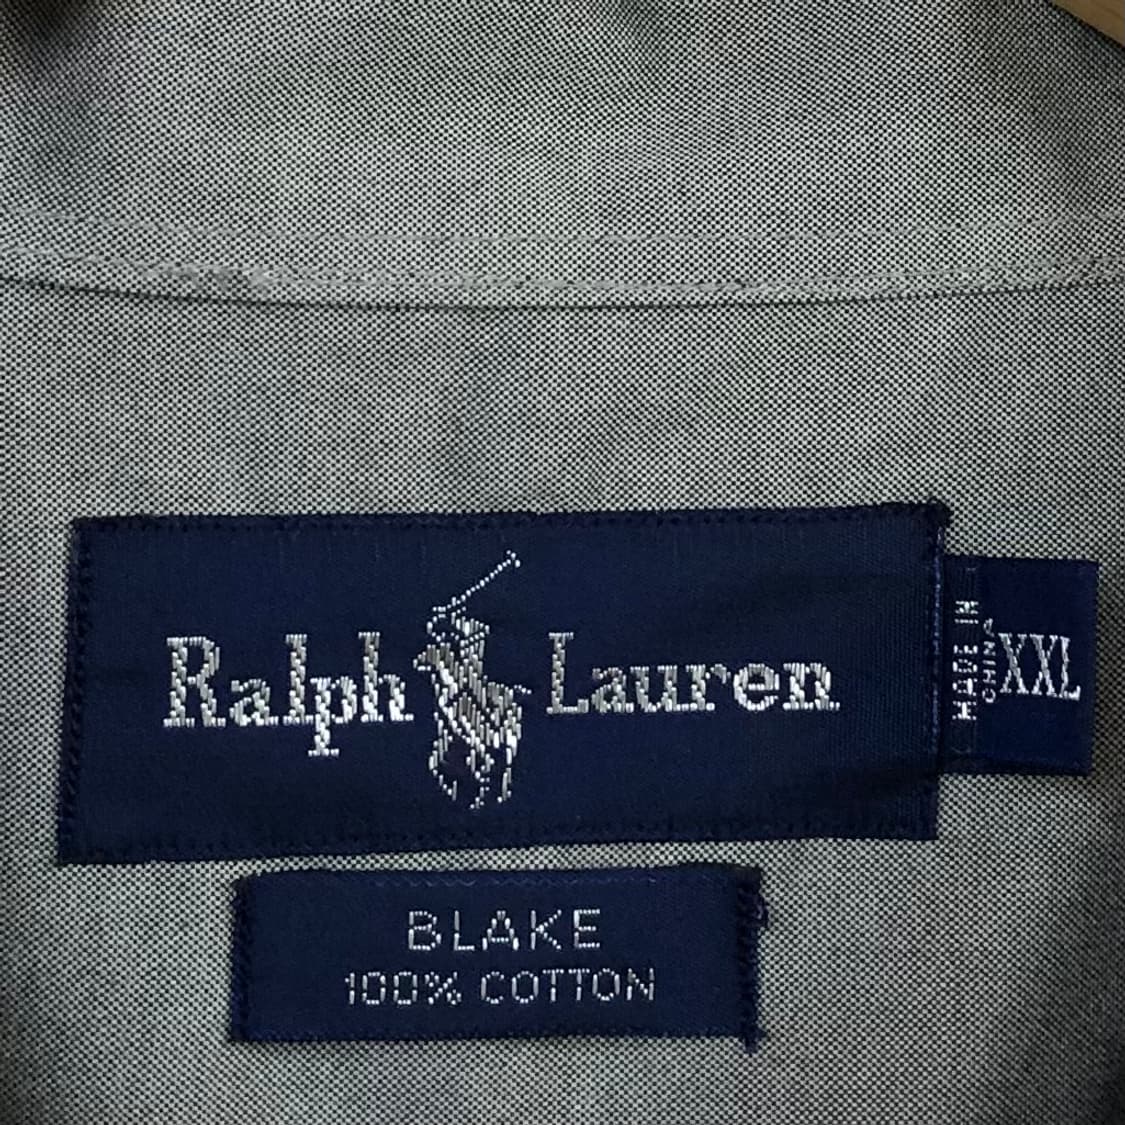 Ralph Lauren
MADE IN
CHINA
XXL
BLAKE
100% COTTON